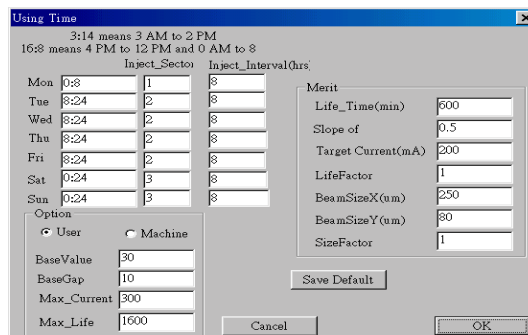 Using Time
3:14 means 3 AM to 2 PM
16:8 means 4 PM to 12 PM and 0 AM to 8
Inject_Sector Inject_Interval(hrs)
Mon 0:8 1 8
Tue 8:24 2 8
Wed 8:24 2 8
Thu 8:24 2 8
Fri 8:24 2 8
Sat 0:24 3 8
Sun 0:24 3 8
Merit
Life_Time(min) 600
Slope of 0.5
Target Current(mA) 200
LifeFactor 1
BeamSizeX(um) 250
BeamSizeY(um) 80
SizeFactor 1
Option
User Machine
BaseValue 30
BaseGap 10
Max_Current 300
Max_Life 1600
Save Default
Cancel OK